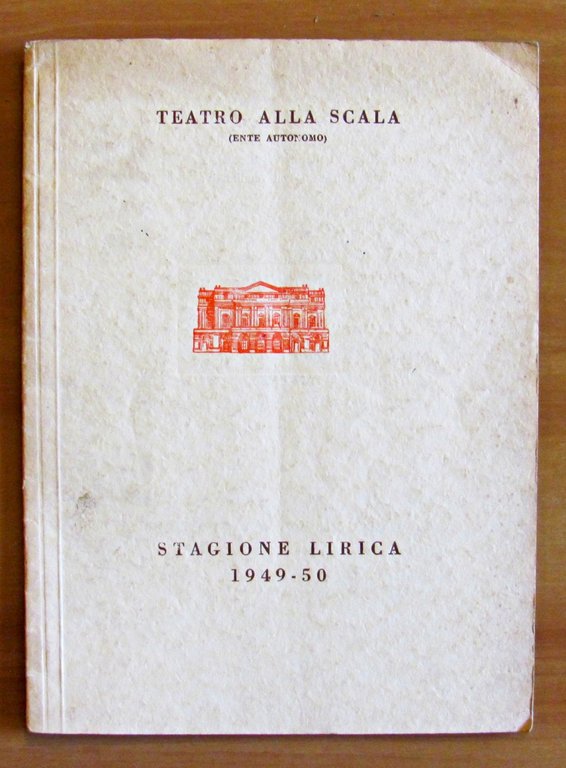 TEATRO ALLA SCALA
(ENTE AUTONOMO)
STAGIONE LIRICA
1949-50